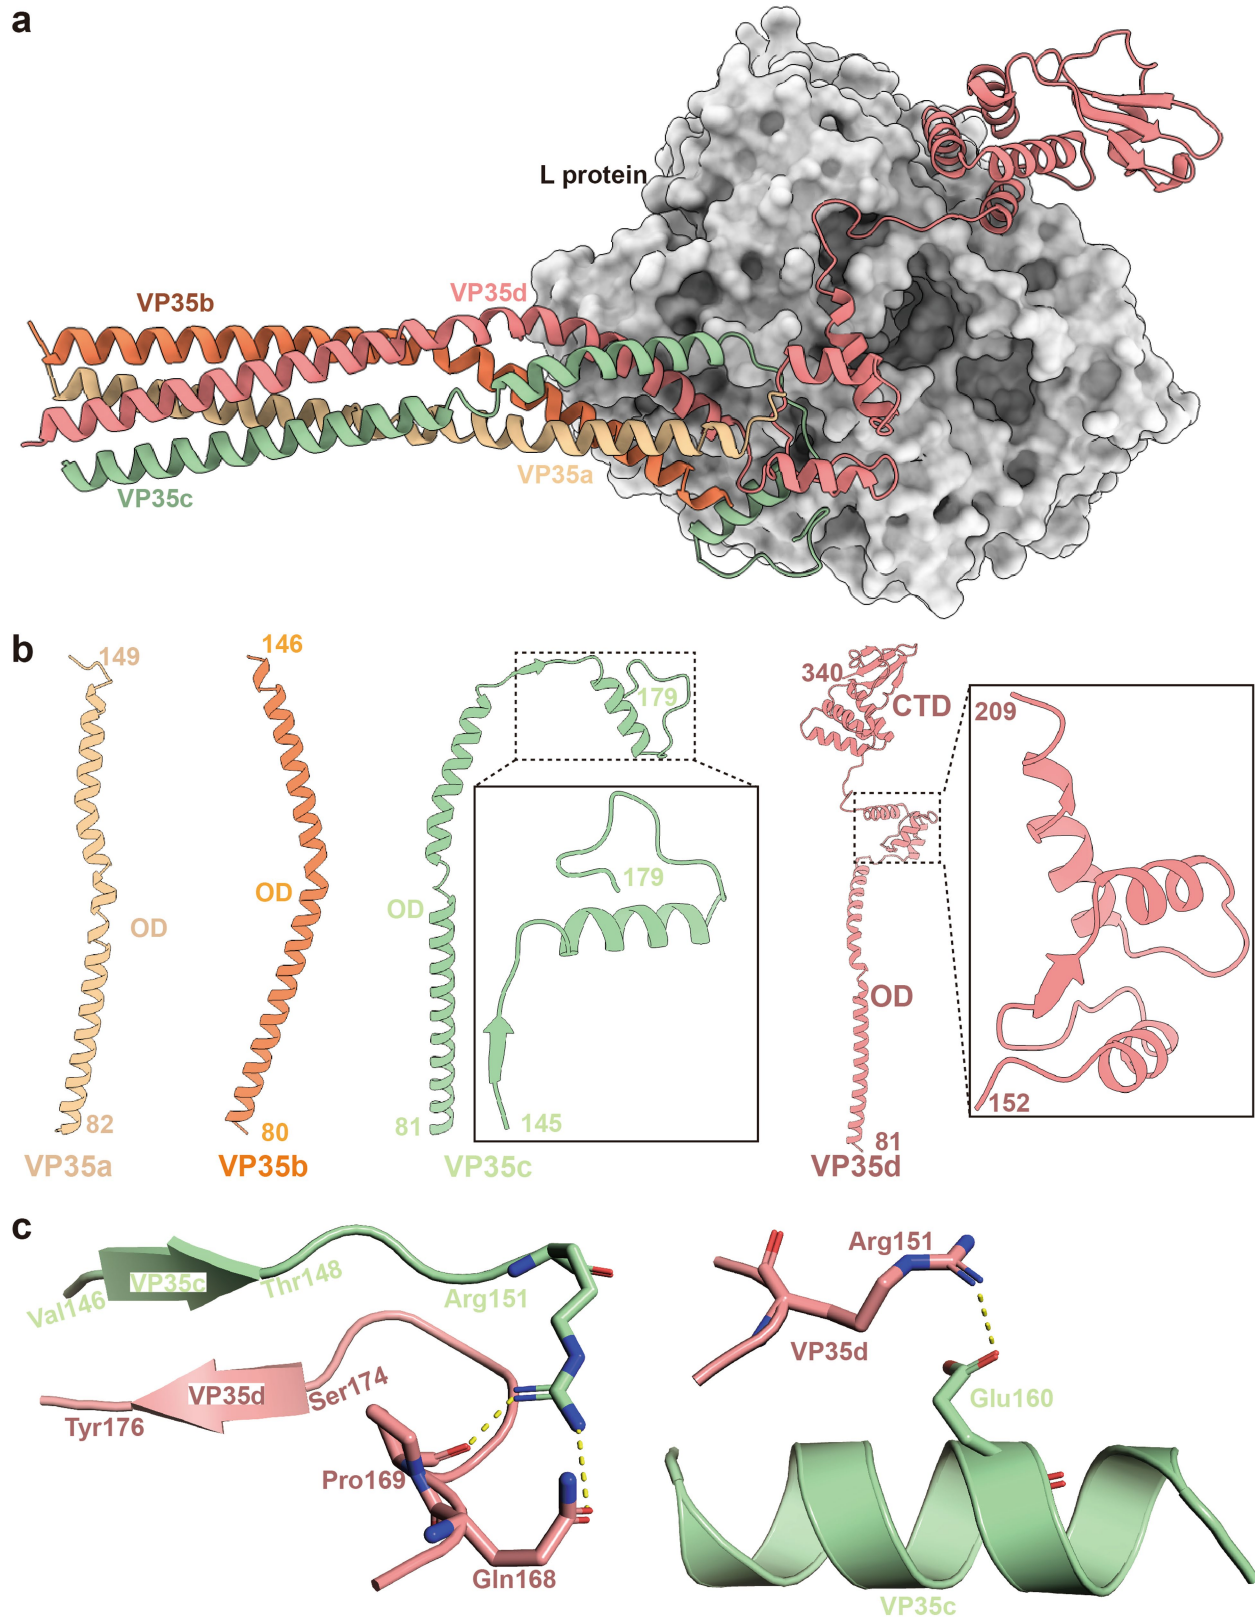 a
L protein
VP35b
VP35d
VP35a
VP35c
b
149
146
179
340
CTD
209
OD
OD
OD
179
OD
82
80
81
145
81
152
VP35a
VP35b
VP35c
VP35d
c
VP35c
Val146
Thr148
Arg151
VP35d
Ser174
Tyr176
Pro169
Gln168
Arg151
VP35d
Glu160
VP35c